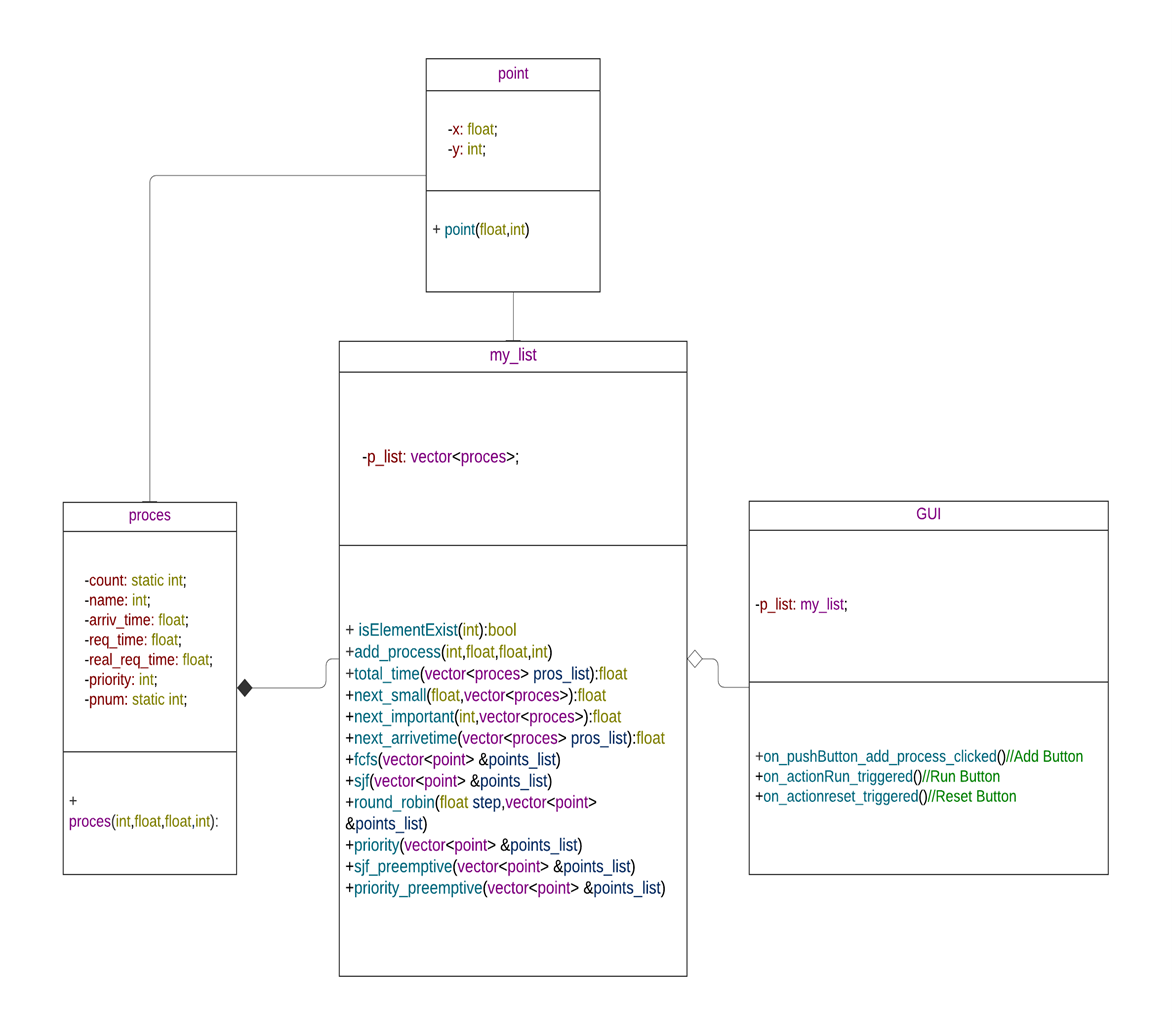 point
-x: float;
-y: int;
+ point(float,int)
my_list
-p_list: vector<proces>;
+ isElementExist(int):bool
+add_process(int,float,float,int)
+total_time(vector<proces> pros_list):float
+next_small(float,vector<proces>):float
+next_important(int,vector<proces>):float
+next_arrivetime(vector<proces> pros_list):float
+fcfs(vector<point> &points_list)
+sjf(vector<point> &points_list)
+round_robin(float step,vector<point>
&points_list)
+priority(vector<point> &points_list)
+sjf_preemptive(vector<point> &points_list)
+priority_preemptive(vector<point> &points_list)
proces
-count: static int;
-name: int;
-arriv_time: float;
-req_time: float;
-real_req_time: float;
-priority: int;
-pnum: static int;
+
proces(int,float,float,int):
GUI
-p_list: my_list;
+on_pushButton_add_process_clicked()//Add Button
+on_actionRun_triggered()//Run Button
+on_actionreset_triggered()//Reset Button